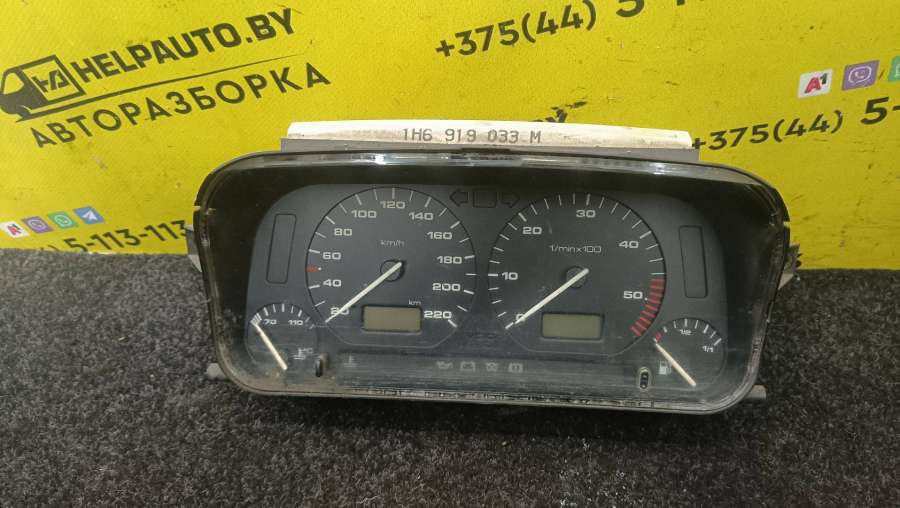 HELPAUTO.BY
АВТОРАЗБОРКА
+375(44) 5-1
A1
+375(44) 5-
5-113-113
1H6 919 033 M
20 40 60 80 100 120 140 160 180 200 220
km/h
km
0 10 20 30 40 50
1/min x 100
70 110
°C
1/2 1/1